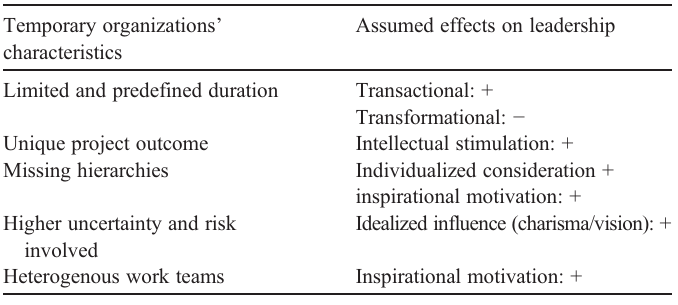 Temporary organizations’ Assumed effects on leadership
characteristics
Limited and predefined duration Transactional: +
Transformational: −
Unique project outcome Intellectual stimulation: +
Missing hierarchies Individualized consideration +
inspirational motivation: +
Higher uncertainty and risk Idealized influence (charisma/vision): +
involved
Heterogenous work teams Inspirational motivation: +